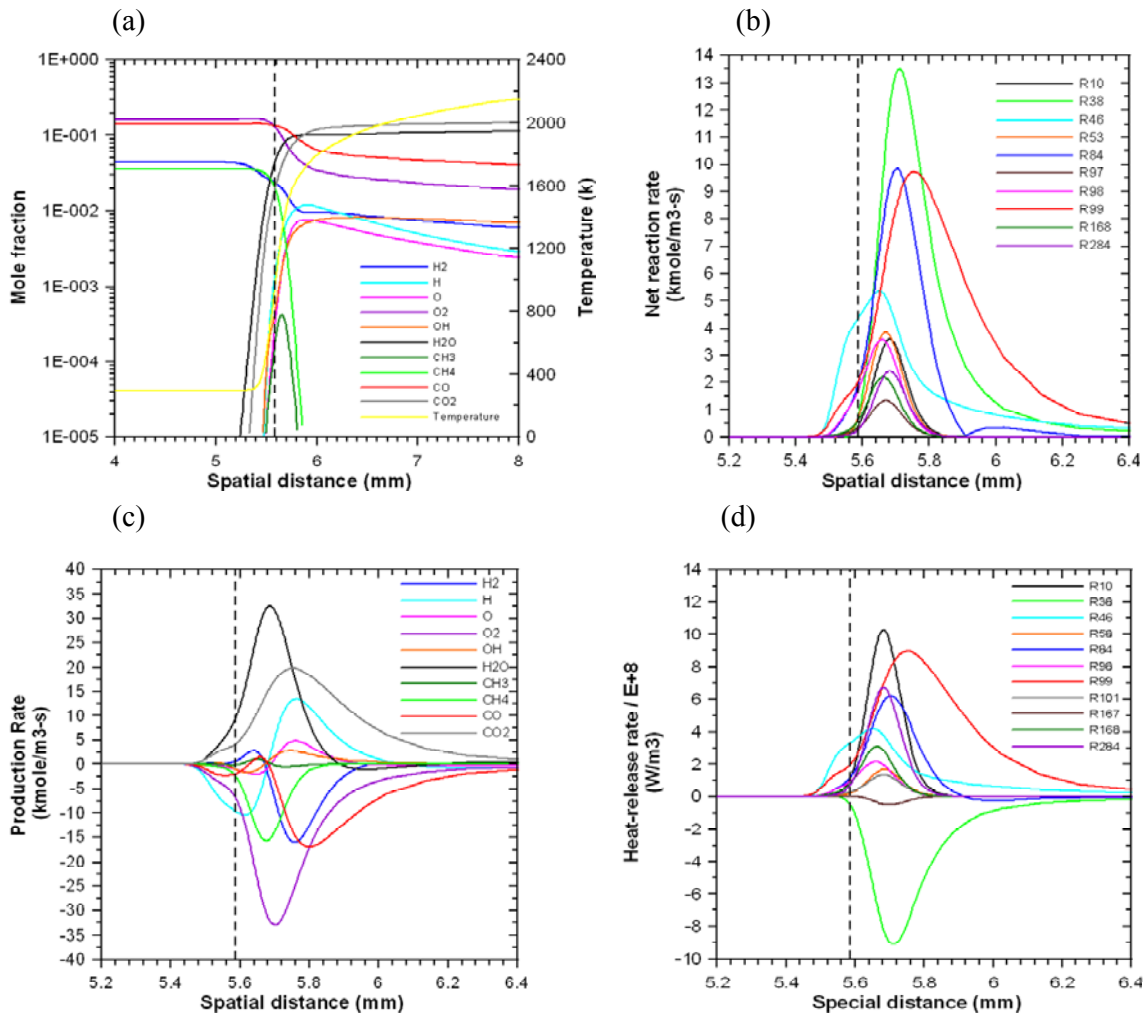 (a)
1E+000
1E-001
1E-002
1E-003
1E-004
1E-005
Mole fraction
4 5 6 7 8
Spatial distance (mm)
2400
2000
1600
1200
800
400
0
Temperature (k)
H2
H
O
O2
OH
H2O
CH3
CH4
CO
CO2
Temperature
(b)
14
13
12
11
10
9
8
7
6
5
4
3
2
1
0
Net reaction rate
(kmole/m3-s)
5.2 5.4 5.6 5.8 6 6.2 6.4
Spatial distance (mm)
R10
R38
R46
R53
R84
R97
R98
R99
R168
R284
(c)
40
35
30
25
20
15
10
5
0
-5
-10
-15
-20
-25
-30
-35
-40
Production Rate
(kmole/m3-s)
5.2 5.4 5.6 5.8 6 6.2 6.4
Spatial distance (mm)
H2
H
O
O2
OH
H2O
CH3
CH4
CO
CO2
(d)
14
12
10
8
6
4
2
0
-2
-4
-6
-8
-10
Heat-release rate / E+8
(W/m3)
5.2 5.4 5.6 5.8 6 6.2 6.4
Special distance (mm)
R10
R46
R84
R99
R101
R167
R168
R284